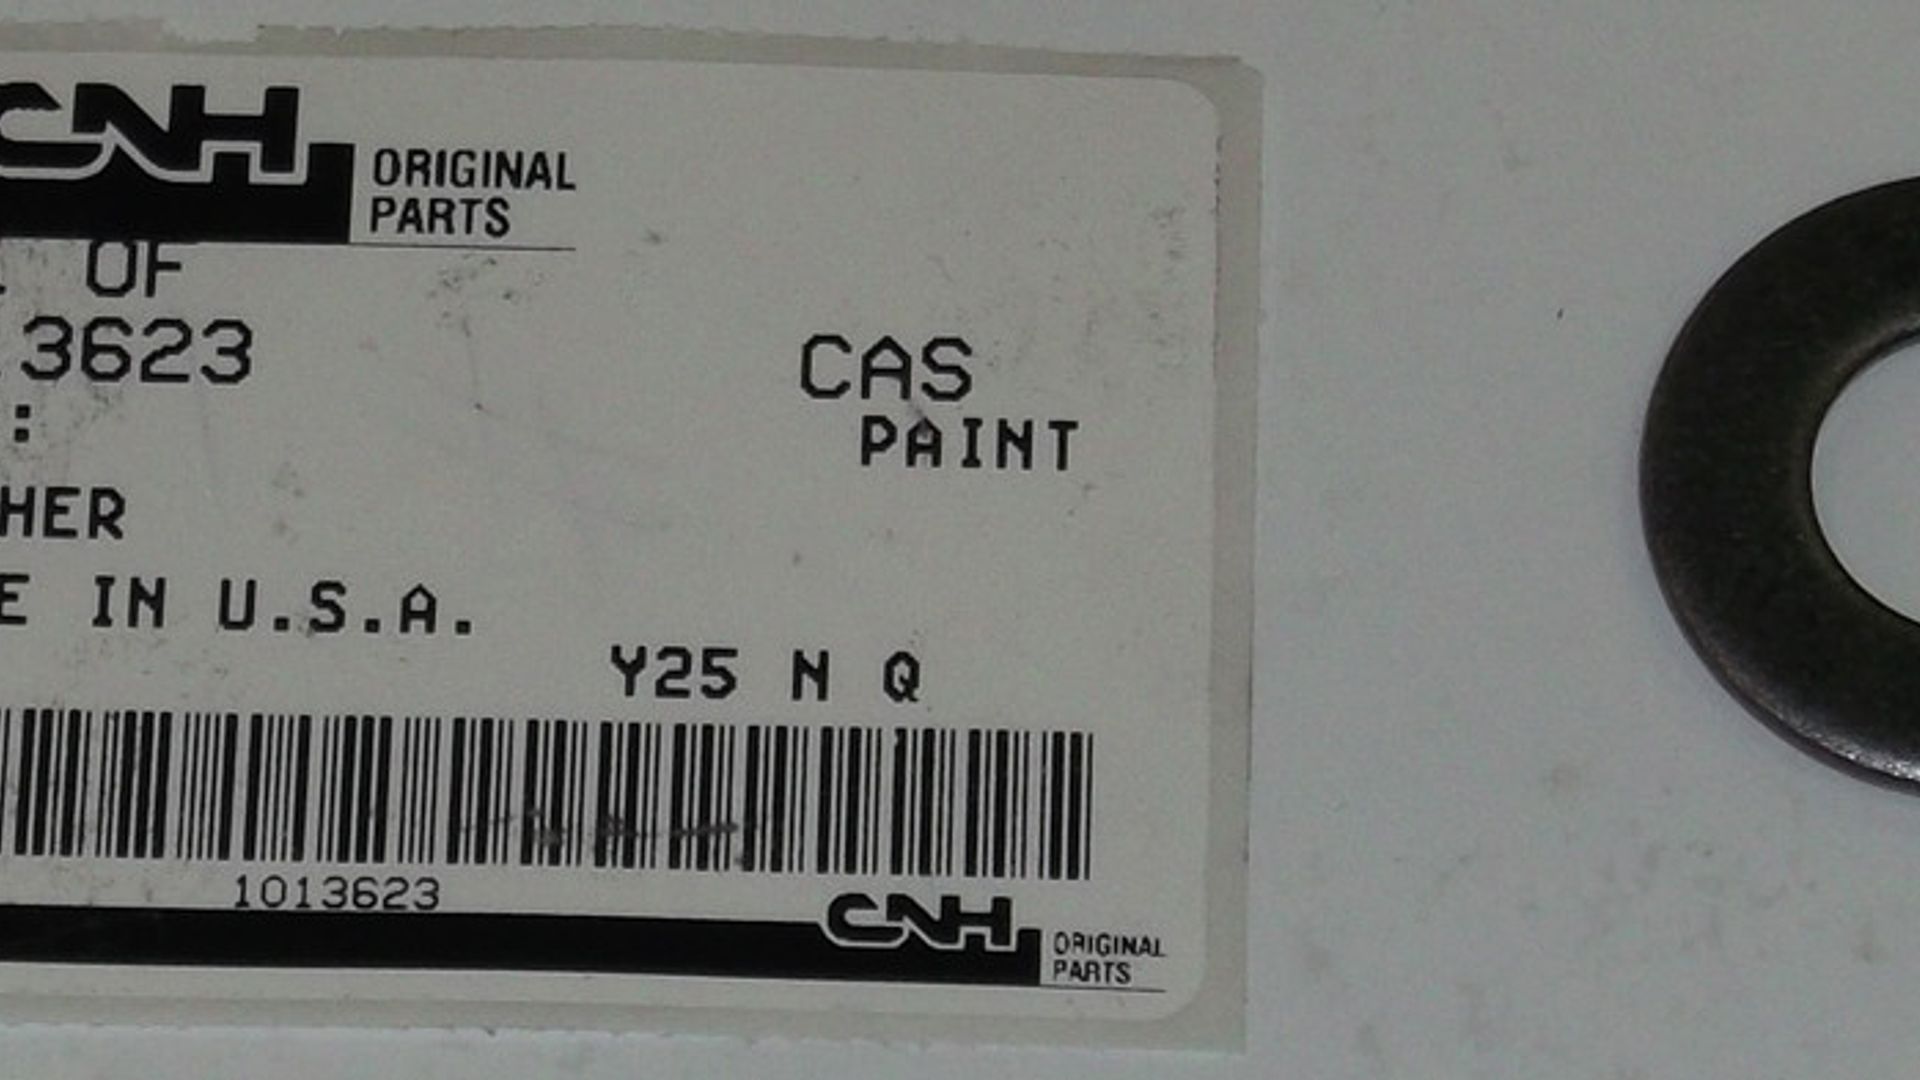 CNH ORIGINAL PARTS
OF
3623
CAS
:
PAINT
HER
E IN U.S.A.
Y25 N Q
1013623
CNH ORIGINAL PARTS